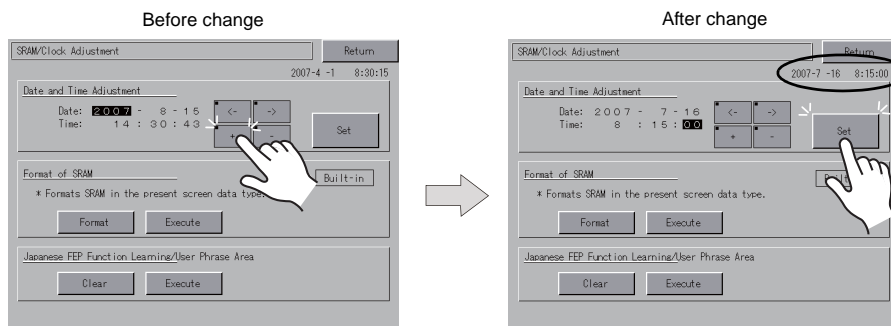 Before change
SRAM/Clock Adjustment
Return
2007-4 -1 8:30:15
Date and Time Adjustment
Date: 2007 - 8 - 15
Time: 14 : 30 : 43
<- ->
+ -
Set
Format of SRAM
Built-in
* Formats SRAM in the present screen data type.
Format Execute
Japanese FEP Function Learning/User Phrase Area
Clear Execute
After change
SRAM/Clock Adjustment
Return
2007-7 -16 8:15:00
Date and Time Adjustment
Date: 2007 - 7 - 16
Time: 8 : 15 : 00
<- ->
+ -
Set
Format of SRAM
* Formats SRAM in the present screen data type.
Format Execute
Japanese FEP Function Learning/User Phrase Area
Clear Execute